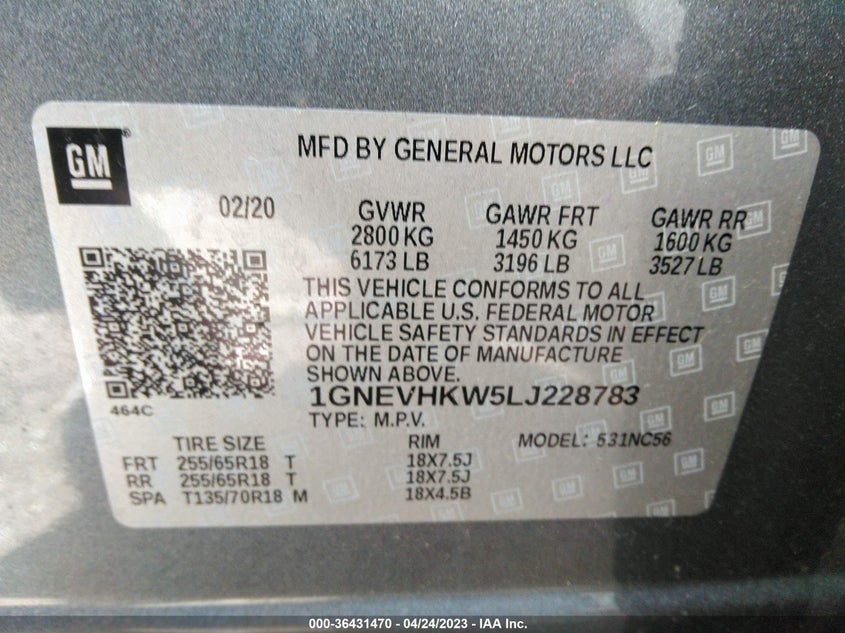 GM
MFD BY GENERAL MOTORS LLC
02/20
GVWR GAWR FRT GAWR RR
2800 KG 1450 KG 1600 KG
6173 LB 3196 LB 3527 LB
THIS VEHICLE CONFORMS TO ALL
APPLICABLE U.S. FEDERAL MOTOR
VEHICLE SAFETY STANDARDS IN EFFECT
ON THE DATE OF MANUFACTURE
SHOWN ABOVE.
1GNEVHKW5LJ228783
464C
TYPE: M.P.V.
TIRE SIZE RIM MODEL: 531NC56
FRT 255/65R18 T 18X7.5J
RR 255/65R18 T 18X7.5J
SPA T135/70R18 M 18X4.5B
000-36431470 - 04/24/2023 - IAA Inc.